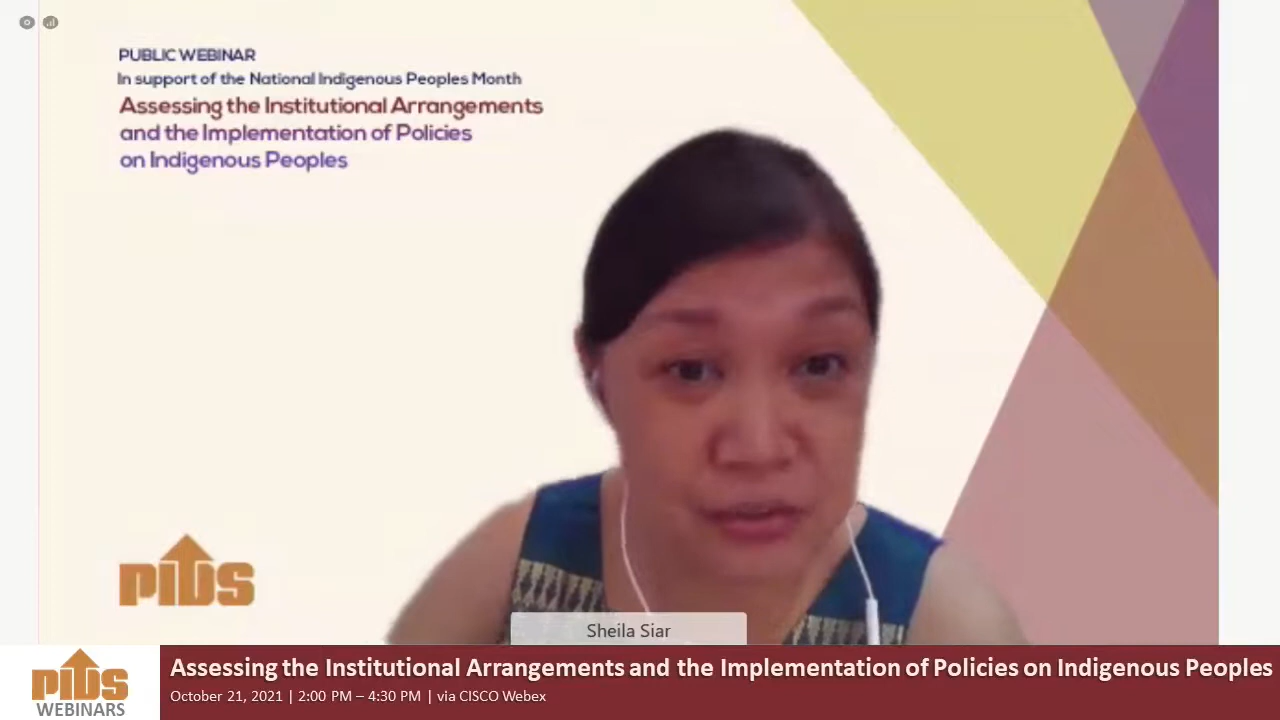 PUBLIC WEBINAR
In support of the National Indigenous Peoples Month
Assessing the Institutional Arrangements
and the Implementation of Policies
on Indigenous Peoples
PIDS
Sheila Siar
PIDS
WEBINARS
Assessing the Institutional Arrangements and the Implementation of Policies on Indigenous Peoples
October 21, 2021 | 2:00 PM – 4:30 PM | via CISCO Webex